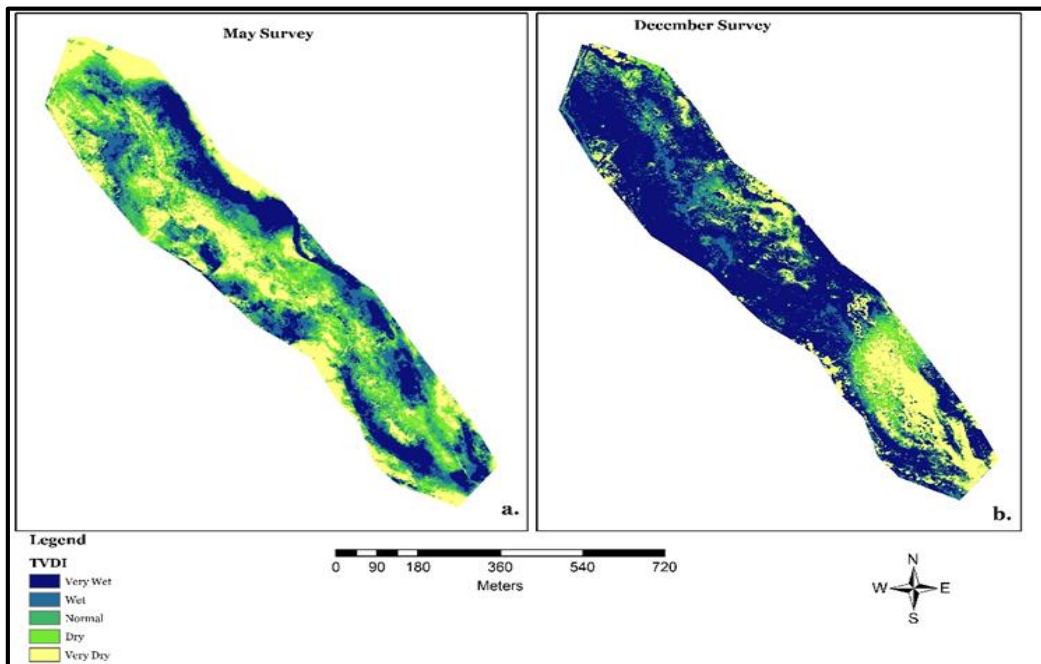 May Survey
December Survey
a.
b.
Legend
TVDI
Very Wet
Wet
Normal
Dry
Very Dry
0 90 180 360 540 720
Meters
N
W E
S